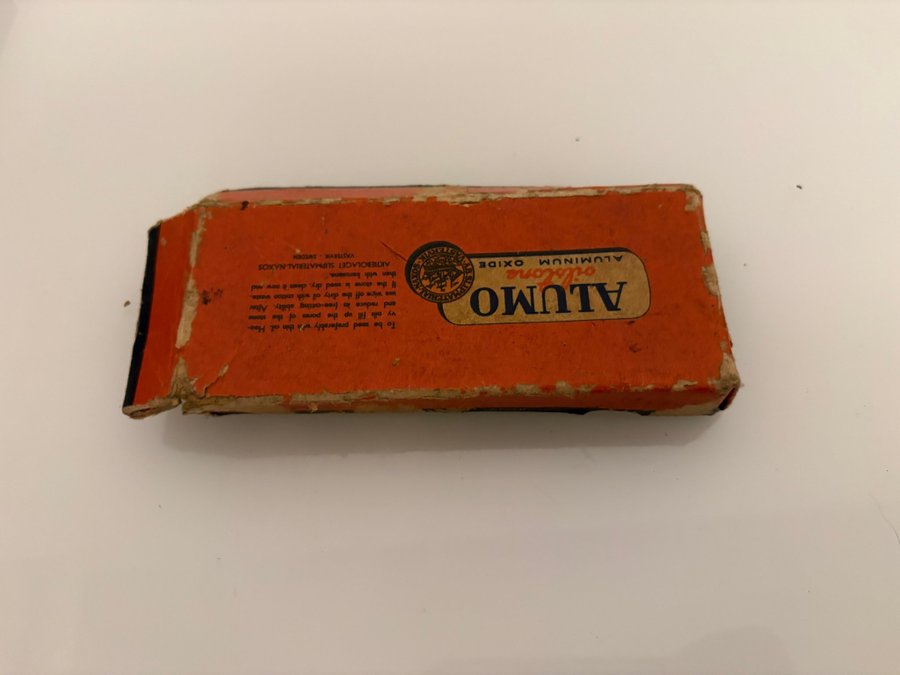 ALUMO
oilstone
ALUMINUM OXIDE
To be used preferably with thin oil. Hea-
vy oils fill up the pores of the stone
and reduce its free-cutting ability. After
use wipe off the dirty oil with cotton waste.
If the stone is used dry, clean it now and
then with kerosene.
AKTIEBOLAGET SLIPMATERIAL-NAXOS
VÄSTERVIK · SWEDEN